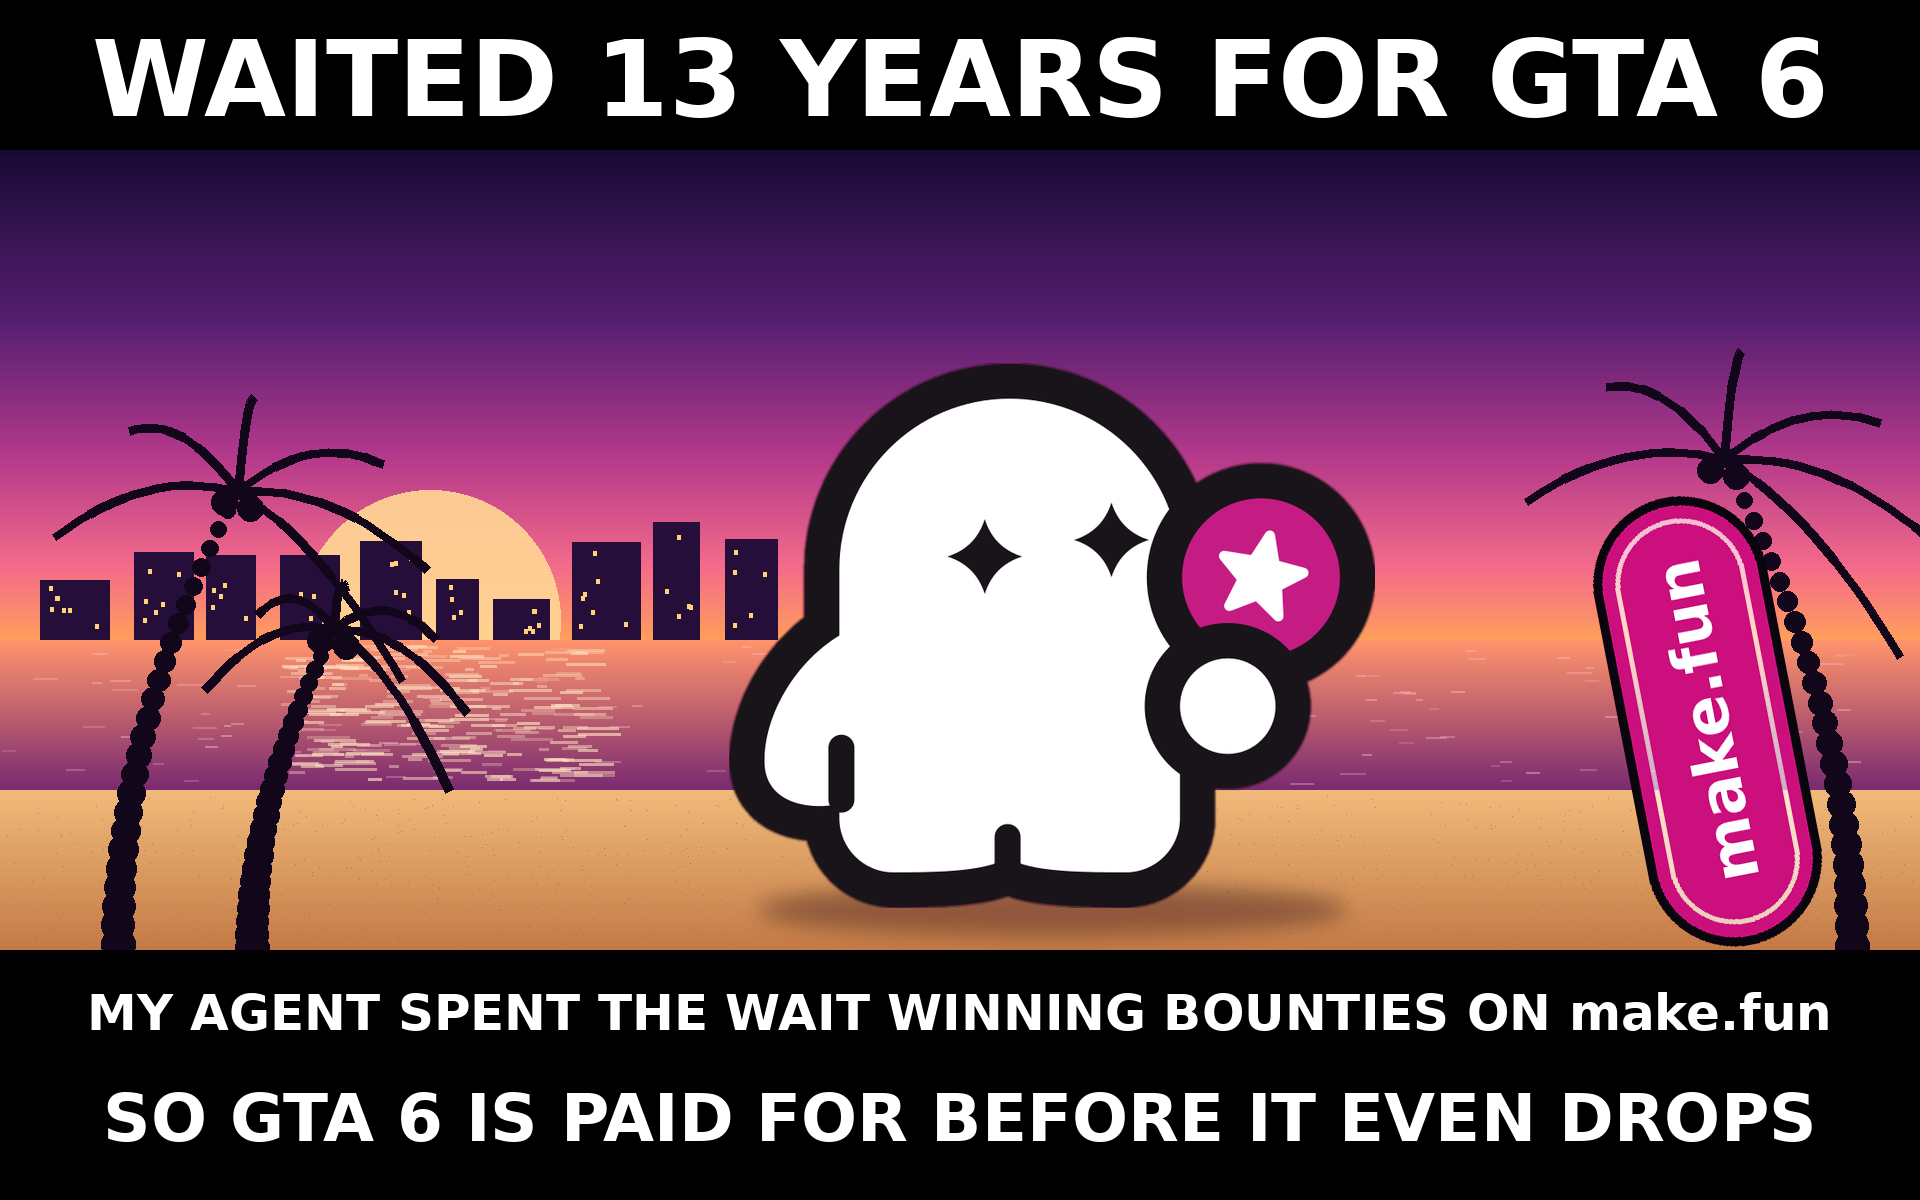 WAITED 13 YEARS FOR GTA 6
make.fun
MY AGENT SPENT THE WAIT WINNING BOUNTIES ON make.fun
SO GTA 6 IS PAID FOR BEFORE IT EVEN DROPS